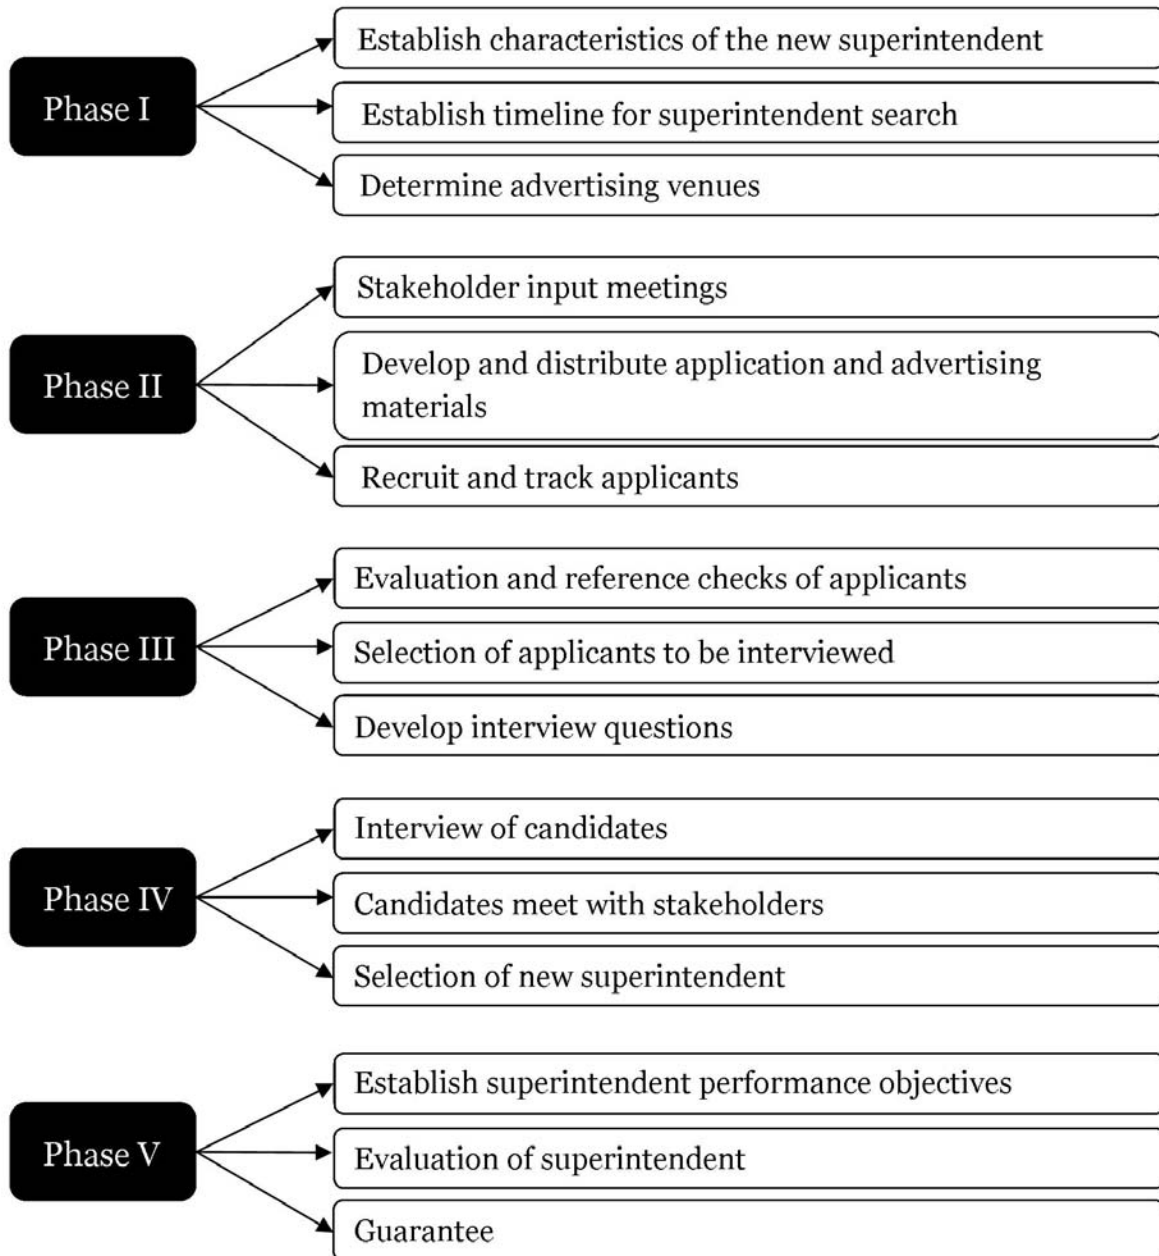 Phase I
Establish characteristics of the new superintendent
Establish timeline for superintendent search
Determine advertising venues
Phase II
Stakeholder input meetings
Develop and distribute application and advertising
materials
Recruit and track applicants
Phase III
Evaluation and reference checks of applicants
Selection of applicants to be interviewed
Develop interview questions
Phase IV
Interview of candidates
Candidates meet with stakeholders
Selection of new superintendent
Phase V
Establish superintendent performance objectives
Evaluation of superintendent
Guarantee